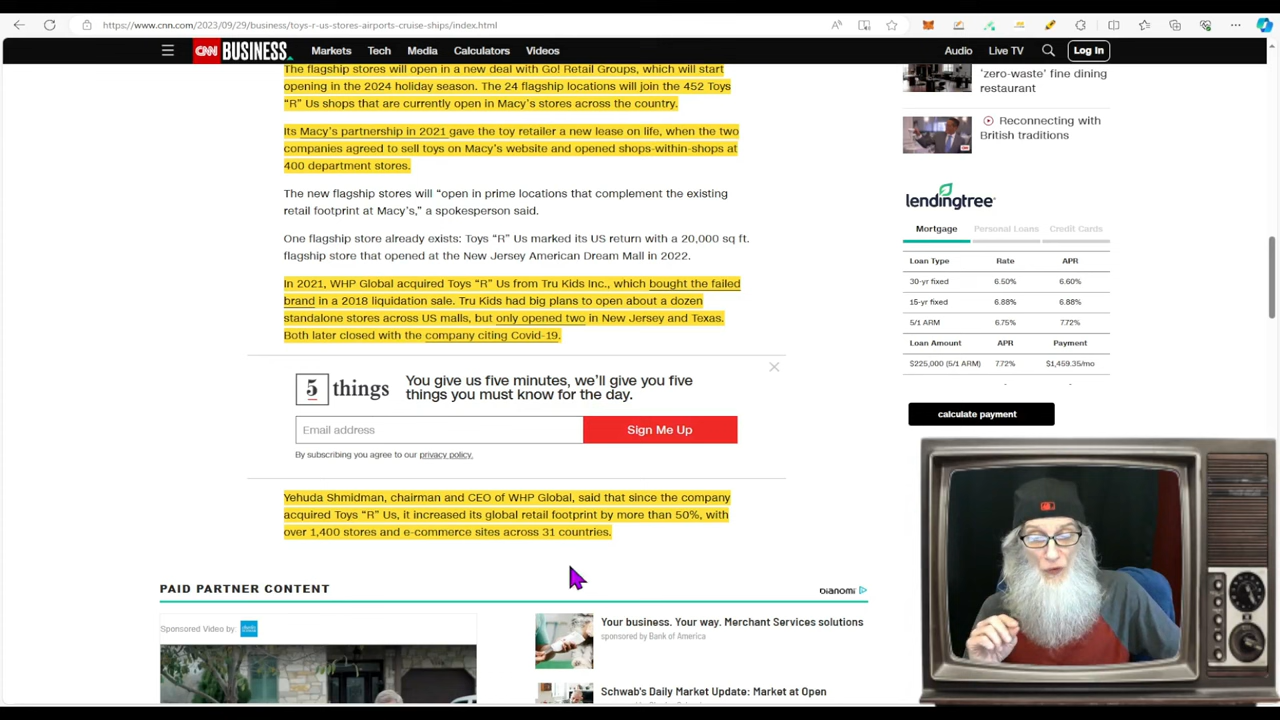 https://www.cnn.com/2023/09/29/business/toys-r-us-stores-airports-cruise-ships/index.html
CNN BUSINESS
Markets Tech Media Calculators Videos
Audio Live TV Log In
The flagship stores will open in a new deal with Go! Retail Groups, which will start
opening in the 2024 holiday season. The 24 flagship locations will join the 452 Toys
“R” Us shops that are currently open in Macy's stores across the country.
Its Macy's partnership in 2021 gave the toy retailer a new lease on life, when the two
companies agreed to sell toys on Macy's website and opened shops-within-shops at
400 department stores.
The new flagship stores will “open in prime locations that complement the existing
retail footprint at Macy's,” a spokesperson said.
One flagship store already exists: Toys “R” Us marked its US return with a 20,000 sq ft.
flagship store that opened at the New Jersey American Dream Mall in 2022.
In 2021, WHP Global acquired Toys “R” Us from Tru Kids Inc., which bought the failed
brand in a 2018 liquidation sale. Tru Kids had big plans to open about a dozen
standalone stores across US malls, but only opened two in New Jersey and Texas.
Both later closed with the company citing Covid-19.
5 things
You give us five minutes, we'll give you five
things you must know for the day.
Email address
Sign Me Up
By subscribing you agree to our privacy policy.
Yehuda Shmidman, chairman and CEO of WHP Global, said that since the company
acquired Toys “R” Us, it increased its global retail footprint by more than 50%, with
over 1,400 stores and e-commerce sites across 31 countries.
PAID PARTNER CONTENT
bianomi
Sponsored Video by:
Your business. Your way. Merchant Services solutions
sponsored by Bank of America
Schwab's Daily Market Update: Market at Open
'zero-waste' fine dining
restaurant
Reconnecting with
British traditions
lendingtree
Mortgage Personal Loans Credit Cards
Loan Type Rate APR
30-yr fixed 6.50% 6.60%
15-yr fixed 6.88% 6.88%
5/1 ARM 6.75% 7.72%
Loan Amount APR Payment
$225,000 (5/1 ARM) 7.72% $1,459.35/mo
calculate payment